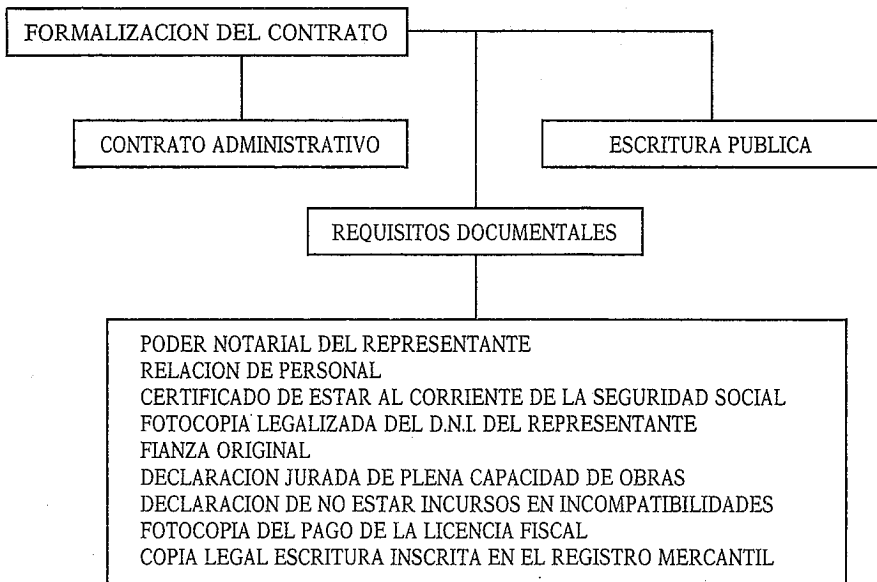 FORMALIZACION DEL CONTRATO
CONTRATO ADMINISTRATIVO
ESCRITURA PUBLICA
REQUISITOS DOCUMENTALES
PODER NOTARIAL DEL REPRESENTANTE
RELACION DE PERSONAL
CERTIFICADO DE ESTAR AL CORRIENTE DE LA SEGURIDAD SOCIAL
FOTOCOPIA LEGALIZADA DEL D.N.I. DEL REPRESENTANTE
FIANZA ORIGINAL
DECLARACION JURADA DE PLENA CAPACIDAD DE OBRAS
DECLARACION DE NO ESTAR INCURSOS EN INCOMPATIBILIDADES
FOTOCOPIA DEL PAGO DE LA LICENCIA FISCAL
COPIA LEGAL ESCRITURA INSCRITA EN EL REGISTRO MERCANTIL